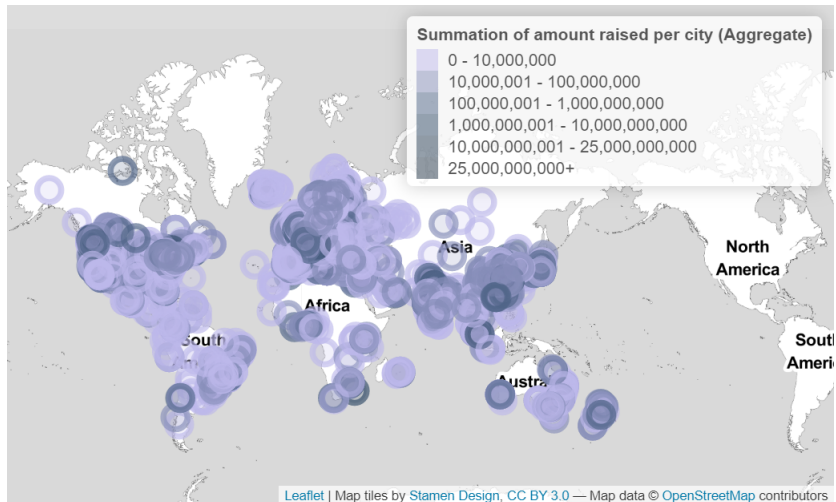 Summation of amount raised per city (Aggregate)
0 - 10,000,000
10,000,001 - 100,000,000
100,000,001 - 1,000,000,000
1,000,000,001 - 10,000,000,000
10,000,000,001 - 25,000,000,000
25,000,000,000+
Asia
North
America
Africa
South
South
Ameri
Austra
Leaflet | Map tiles by Stamen Design, CC BY 3.0 — Map data © OpenStreetMap contributors